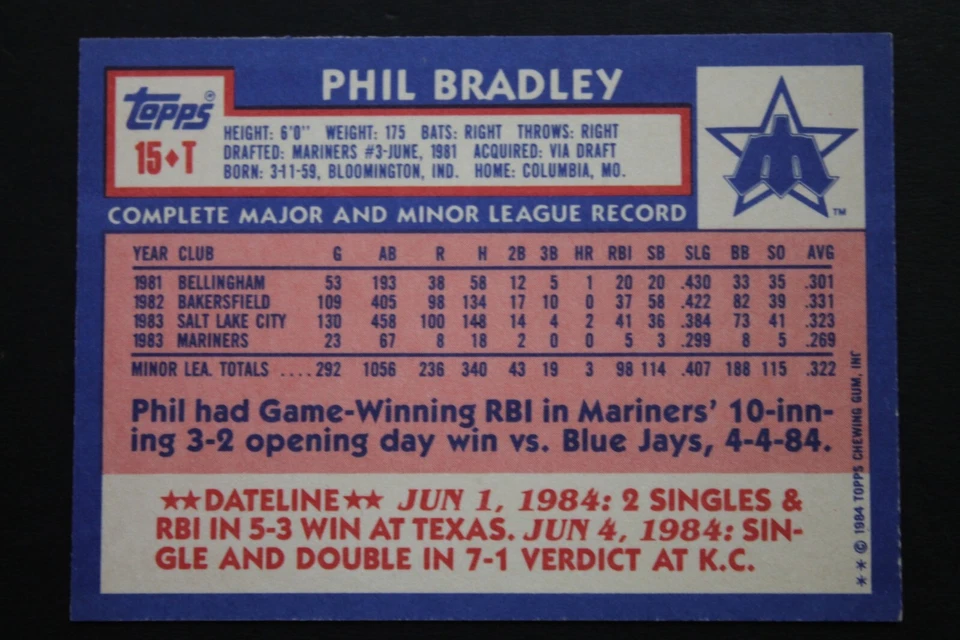 PHIL BRADLEY
Topps®
15♦T
HEIGHT: 6'0" WEIGHT: 175 BATS: RIGHT THROWS: RIGHT
DRAFTED: MARINERS #3-JUNE, 1981 ACQUIRED: VIA DRAFT
BORN: 3-11-59, BLOOMINGTON, IND. HOME: COLUMBIA, MO.
TM
COMPLETE MAJOR AND MINOR LEAGUE RECORD
YEAR CLUB G AB R H 2B 3B HR RBI SB SLG BB SO AVG
1981 BELLINGHAM 53 193 38 58 12 5 1 20 20 .430 33 35 .301
1982 BAKERSFIELD 109 405 98 134 17 10 0 37 58 .422 82 39 .331
1983 SALT LAKE CITY 130 458 100 148 14 4 2 41 36 .384 73 41 .323
1983 MARINERS 23 67 8 18 2 0 0 5 3 .299 8 5 .269
MINOR LEA. TOTALS ....292 1056 236 340 43 19 3 98 114 .407 188 115 .322
Phil had Game-Winning RBI in Mariners' 10-inn-
ing 3-2 opening day win vs. Blue Jays, 4-4-84.
★★DATELINE★★ JUN 1, 1984: 2 SINGLES &
RBI IN 5-3 WIN AT TEXAS. JUN 4, 1984: SIN-
GLE AND DOUBLE IN 7-1 VERDICT AT K.C.
** © 1984 TOPPS CHEWING GUM, INC